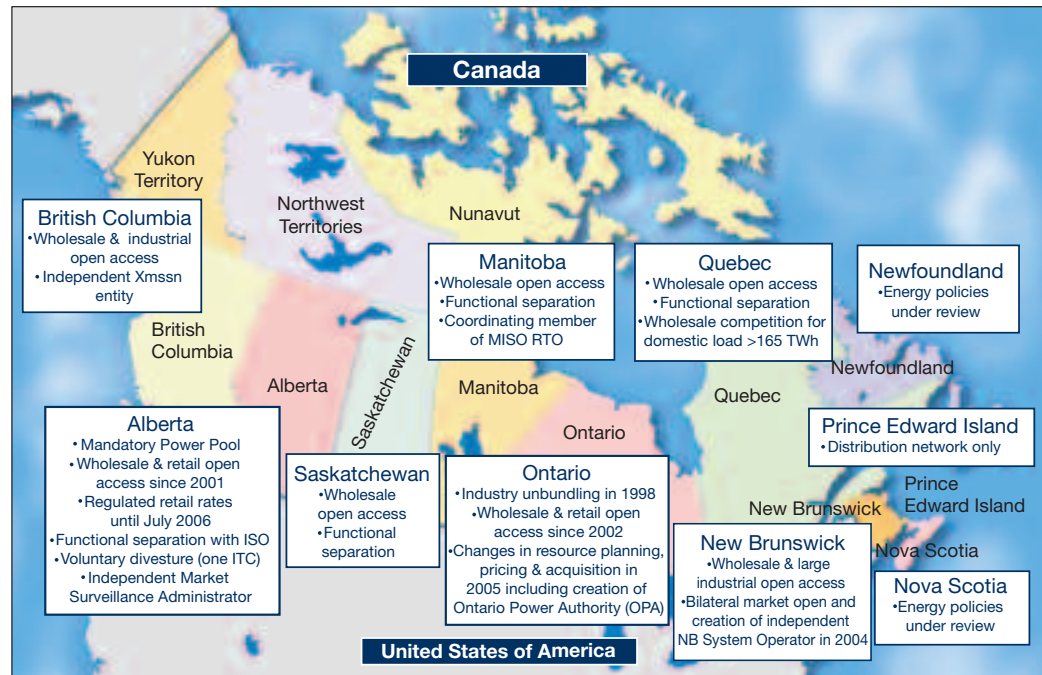 Canada
Yukon
Territory
Northwest
Territories
Nunavut
British Columbia
•Wholesale & industrial
open access
•Independent Xmssn
entity
Manitoba
•Wholesale open access
•Functional separation
•Coordinating member
of MISO RTO
Quebec
•Wholesale open access
•Functional separation
•Wholesale competition for
domestic load >165 TWh
Newfoundland
•Energy policies
under review
British
Columbia
Alberta
Saskatchewan
Manitoba
Ontario
Quebec
Newfoundland
Alberta
•Mandatory Power Pool
•Wholesale & retail open
access since 2001
•Regulated retail rates
until July 2006
•Functional separation with ISO
•Voluntary divesture (one ITC)
•Independent Market
Surveillance Administrator
Saskatchewan
•Wholesale
open access
•Functional
separation
Ontario
•Industry unbundling in 1998
•Wholesale & retail open
access since 2002
•Changes in resource planning,
pricing & acquisition in
2005 including creation of
Ontario Power Authority (OPA)
Prince Edward Island
•Distribution network only
Prince
Edward Island
New Brunswick
Nova Scotia
New Brunswick
•Wholesale & large
industrial open access
•Bilateral market open and
creation of independent
NB System Operator in 2004
Nova Scotia
•Energy policies
under review
United States of America